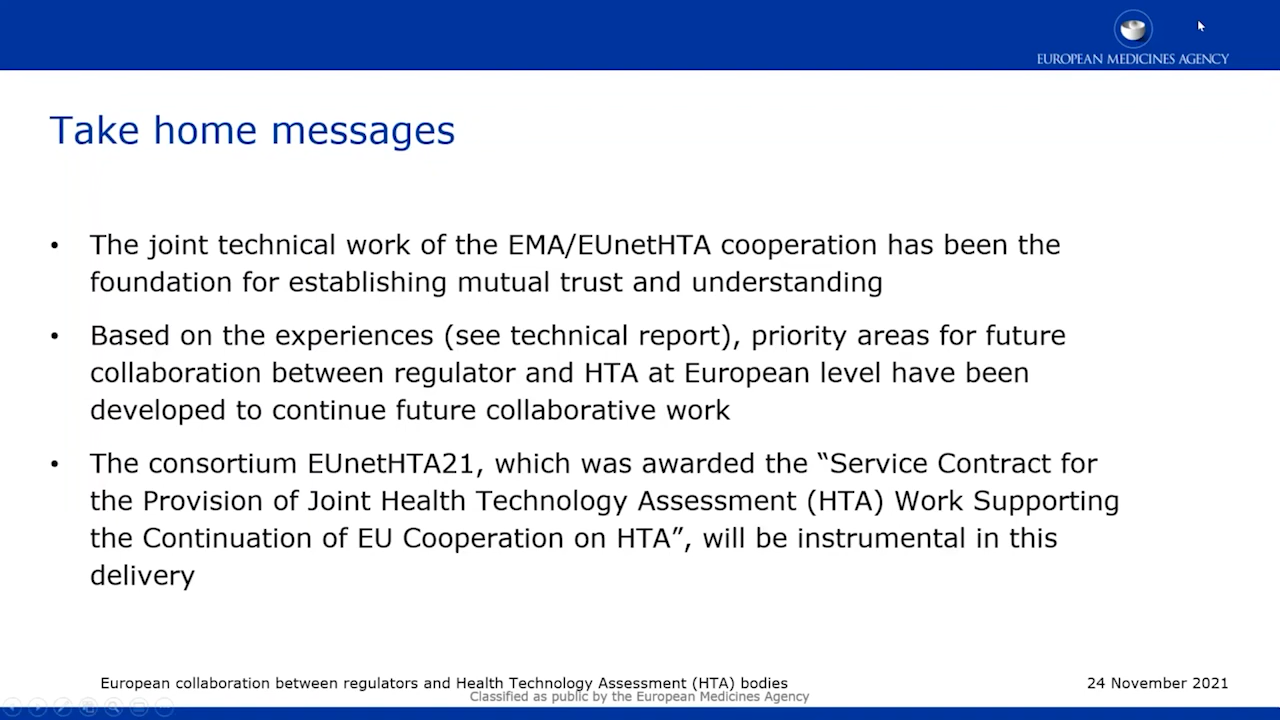 EUROPEAN MEDICINES AGENCY
Take home messages
• The joint technical work of the EMA/EUnetHTA cooperation has been the
foundation for establishing mutual trust and understanding
• Based on the experiences (see technical report), priority areas for future
collaboration between regulator and HTA at European level have been
developed to continue future collaborative work
• The consortium EUnetHTA21, which was awarded the “Service Contract for
the Provision of Joint Health Technology Assessment (HTA) Work Supporting
the Continuation of EU Cooperation on HTA”, will be instrumental in this
delivery
European collaboration between regulators and Health Technology Assessment (HTA) bodies
24 November 2021
Classified as public by the European Medicines Agency